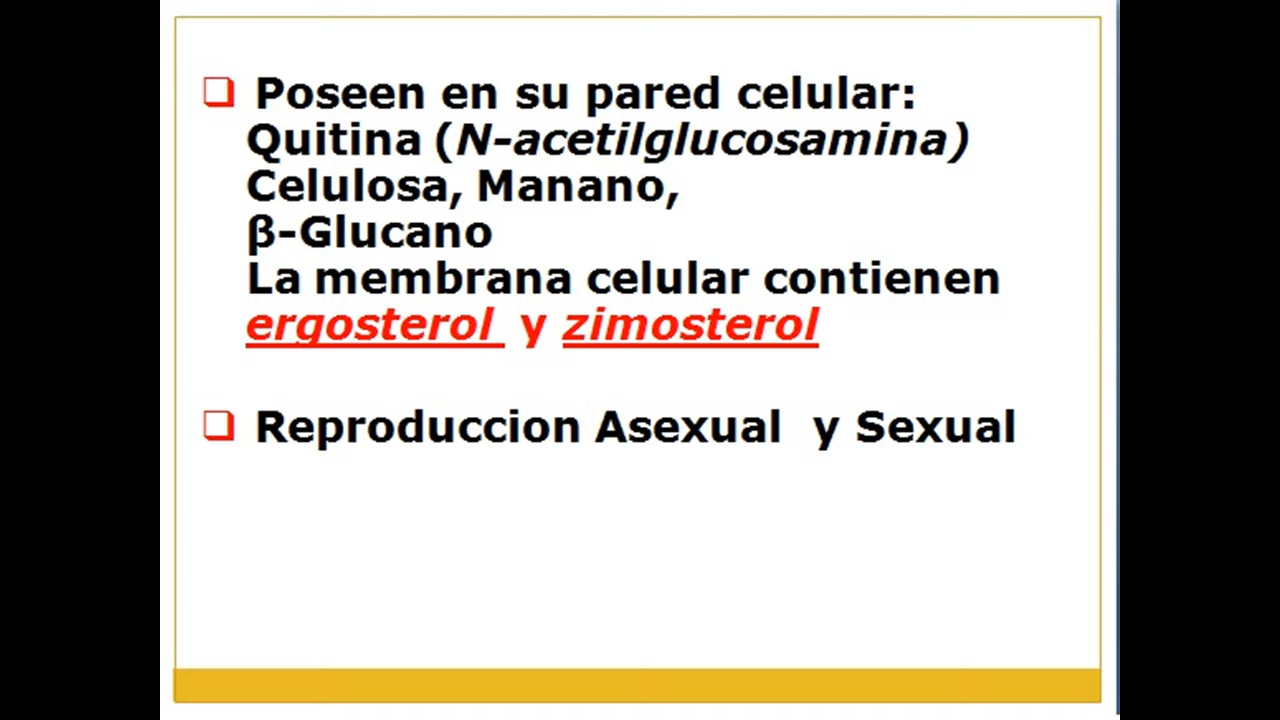 Poseen en su pared celular:
Quitina (N-acetilglucosamina)
Celulosa, Manano,
β-Glucano
La membrana celular contienen
ergosterol y zimosterol
Reproduccion Asexual y Sexual